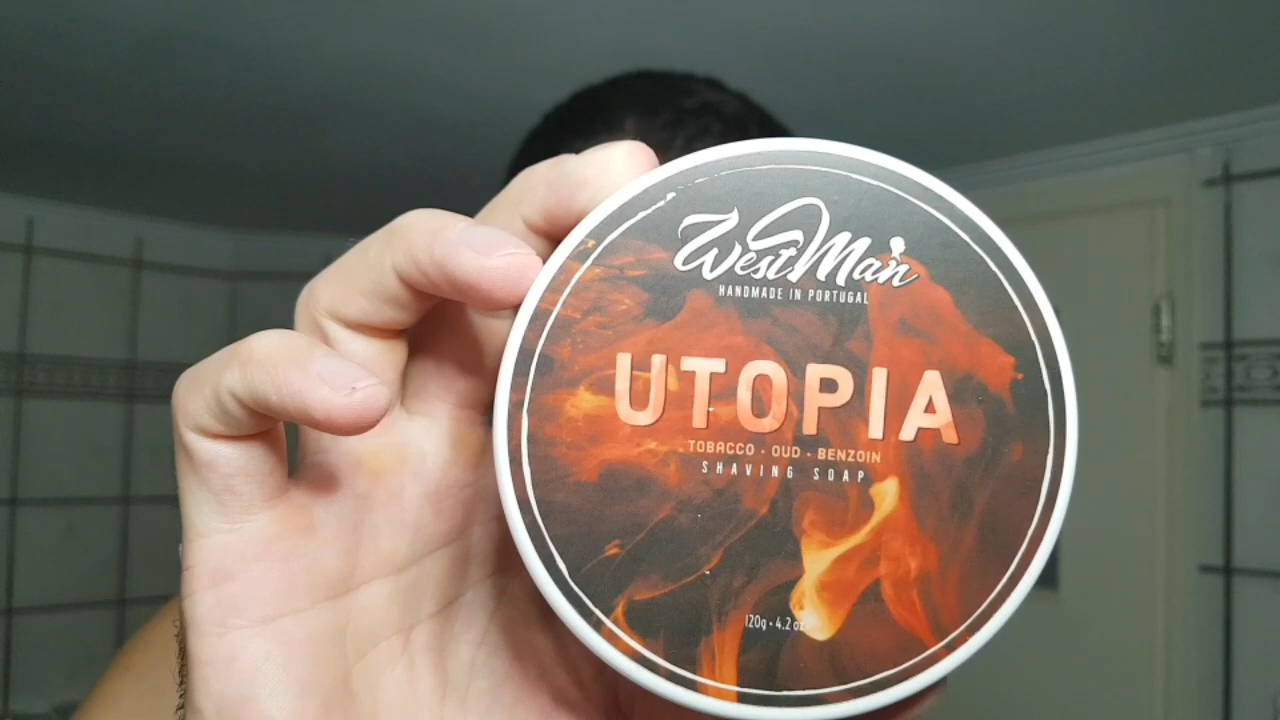 WestMan
HANDMADE IN PORTUGAL
UTOPIA
TOBACCO · OUD · BENZOIN
SHAVING SOAP
120g · 4.2 oz